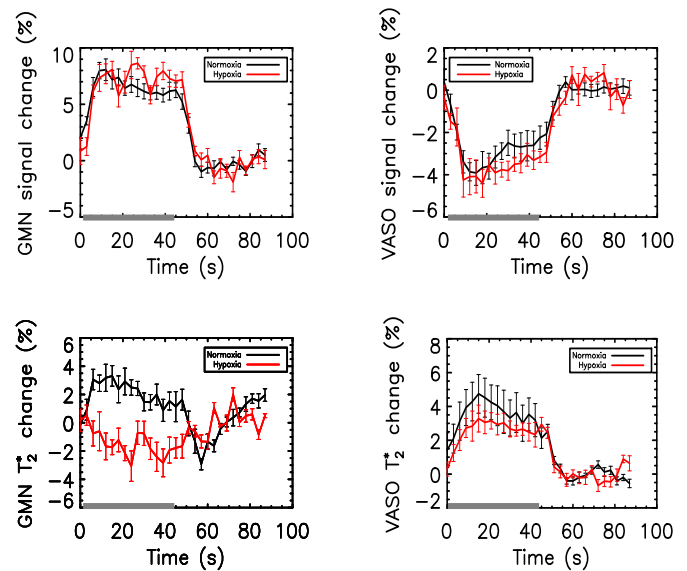 GMN signal change (%)
10
5
0
−5
Normoxia
Hypoxia
0 20 40 60 80 100
Time (s)
VASO signal change (%)
2
0
−2
−4
−6
Normoxia
Hypoxia
0 20 40 60 80 100
Time (s)
GMN T₂* change (%)
6
4
2
0
−2
−4
−6
Normoxia
Hypoxia
0 20 40 60 80 100
Time (s)
VASO T₂* change (%)
8
6
4
2
0
−2
Normoxia
Hypoxia
0 20 40 60 80 100
Time (s)